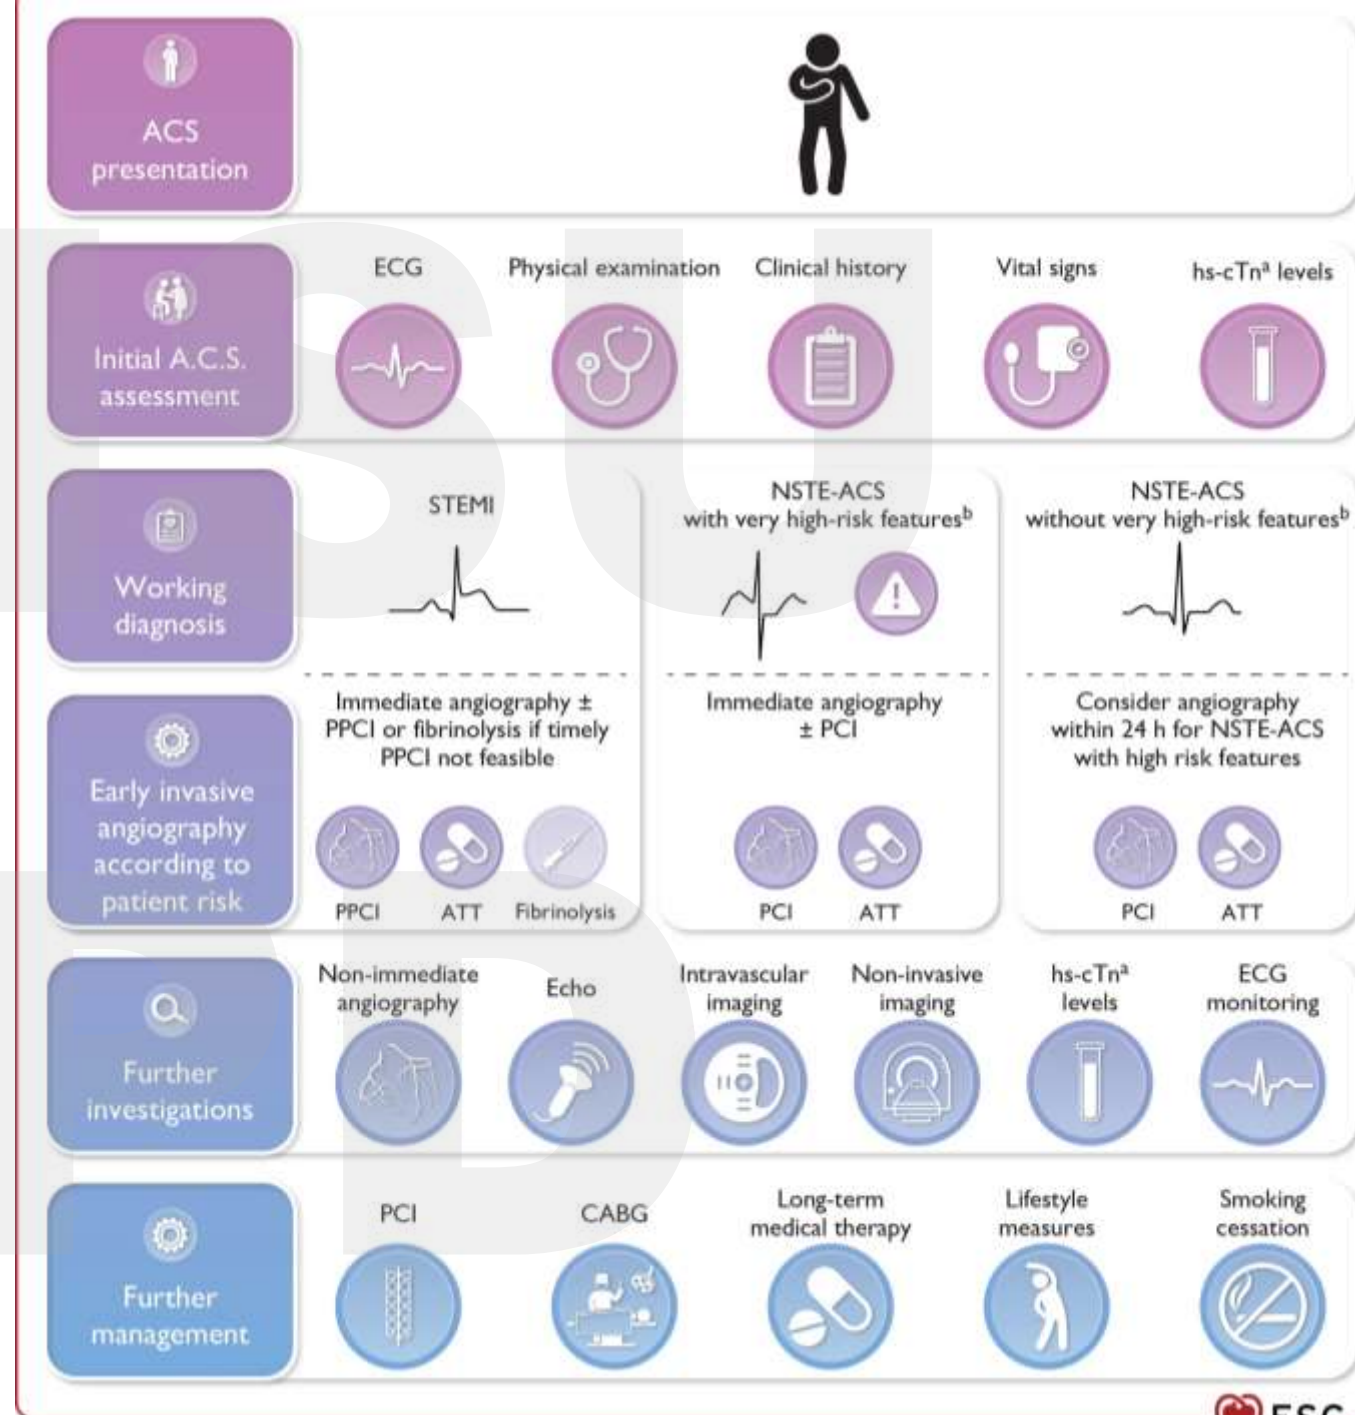 ACS
presentation
ECG
Physical examination
Clinical history
Vital signs
hs-cTnᵃ levels
Initial A.C.S.
assessment
STEMI
NSTE-ACS
with very high-risk featuresᵇ
NSTE-ACS
without very high-risk featuresᵇ
Working
diagnosis
Immediate angiography ±
PPCI or fibrinolysis if timely
PPCI not feasible
Immediate angiography
± PCI
Consider angiography
within 24 h for NSTE-ACS
with high risk features
Early invasive
angiography
according to
patient risk
PPCI
ATT
Fibrinolysis
PCI
ATT
PCI
ATT
Non-immediate
angiography
Echo
Intravascular
imaging
Non-invasive
imaging
hs-cTnᵃ
levels
ECG
monitoring
Further
investigations
PCI
CABG
Long-term
medical therapy
Lifestyle
measures
Smoking
cessation
Further
management
ESC
ISU
PD